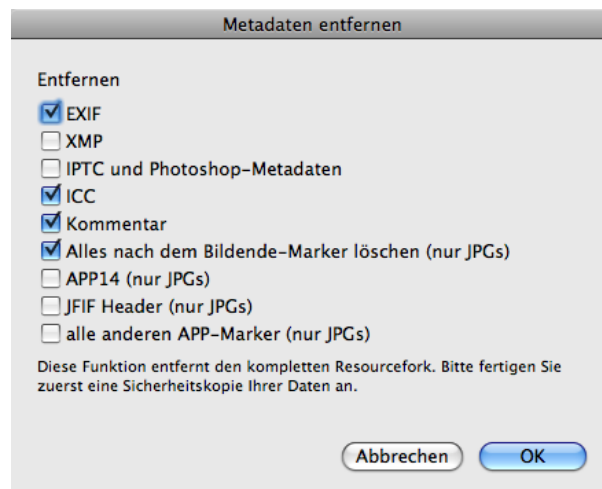 Metadaten entfernen
Entfernen
EXIF
XMP
IPTC und Photoshop-Metadaten
ICC
Kommentar
Alles nach dem Bildende-Marker löschen (nur JPGs)
APP14 (nur JPGs)
JFIF Header (nur JPGs)
alle anderen APP-Marker (nur JPGs)
Diese Funktion entfernt den kompletten Resourcefork. Bitte fertigen Sie
zuerst eine Sicherheitskopie Ihrer Daten an.
Abbrechen OK